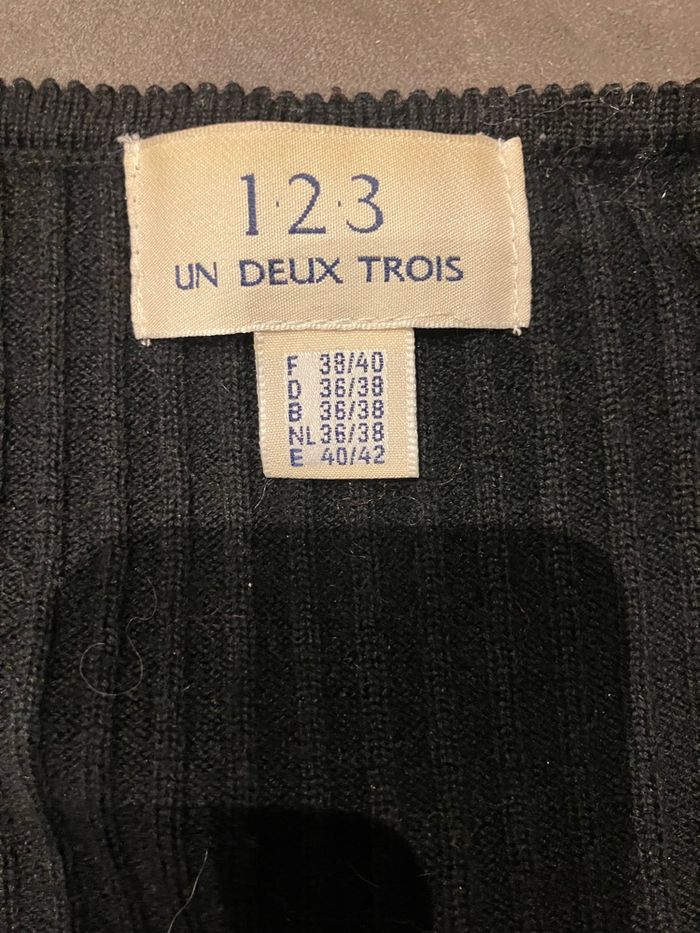 1·2·3
UN DEUX TROIS
F 38/40
D 36/38
B 36/38
NL 36/38
E 40/42